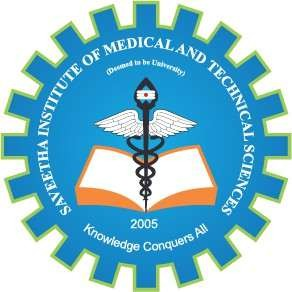 SAVEETHA INSTITUTE OF MEDICAL AND TECHNICAL SCIENCES
(Deemed to be University)
2005
Knowledge Conquers All